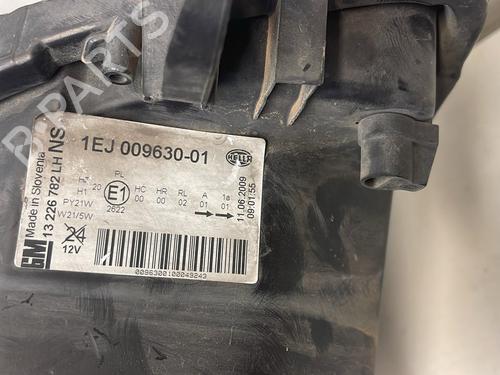 1EJ 009630-01
HELLA
Made in Slovenia
13 226 782 LH NS
GM
H7
H1
20
PL
E1
2622
HC HR RL A 1a
00 00 02 01 01
PY21W
W21/5W
12V
11.06.2009
09:01:55
0096300100049243
B-PARTS